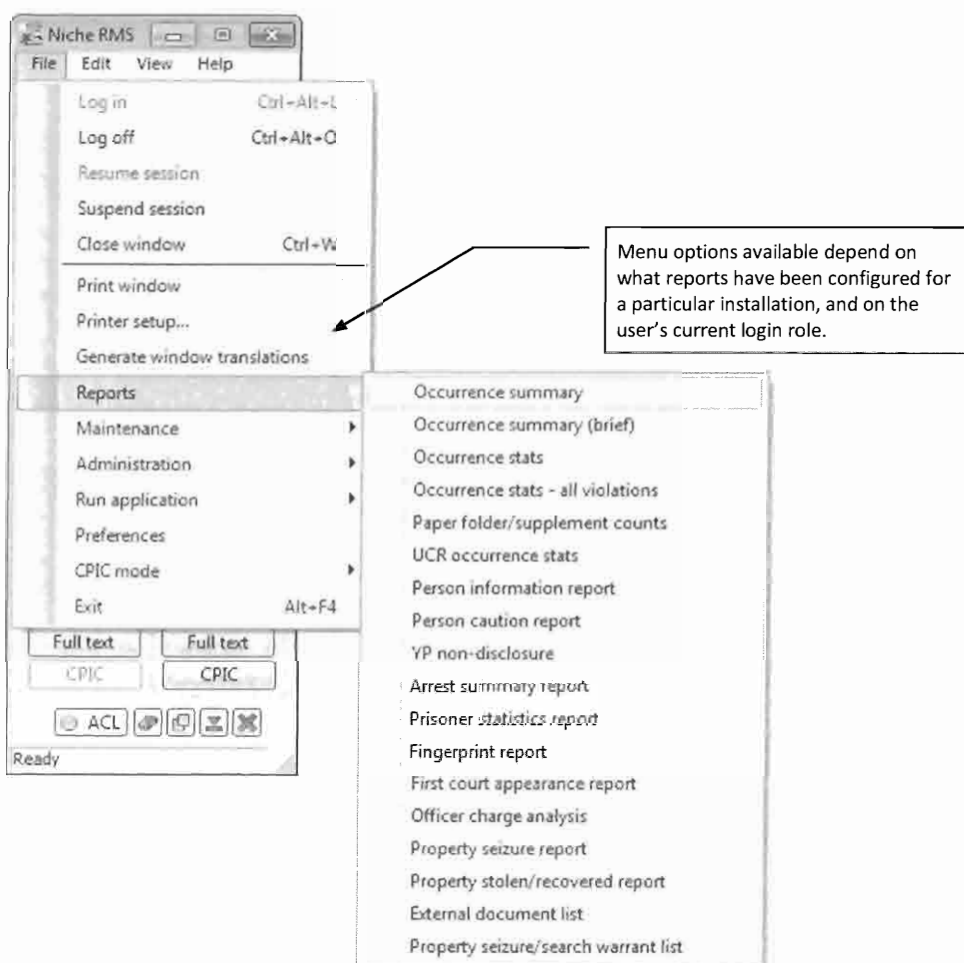 Niche RMS
File Edit View Help
Log in Ctrl+Alt+L
Log off Ctrl+Alt+O
Resume session
Suspend session
Close window Ctrl+W
Print window
Printer setup...
Generate window translations
Reports
Maintenance
Administration
Run application
Preferences
CPIC mode
Exit Alt+F4
Full text Full text
CPIC CPIC
ACL
Ready
Menu options available depend on
what reports have been configured for
a particular installation, and on the
user's current login role.
Occurrence summary
Occurrence summary (brief)
Occurrence stats
Occurrence stats - all violations
Paper folder/supplement counts
UCR occurrence stats
Person information report
Person caution report
YP non-disclosure
Arrest summary report
Prisoner statistics report
Fingerprint report
First court appearance report
Officer charge analysis
Property seizure report
Property stolen/recovered report
External document list
Property seizure/search warrant list